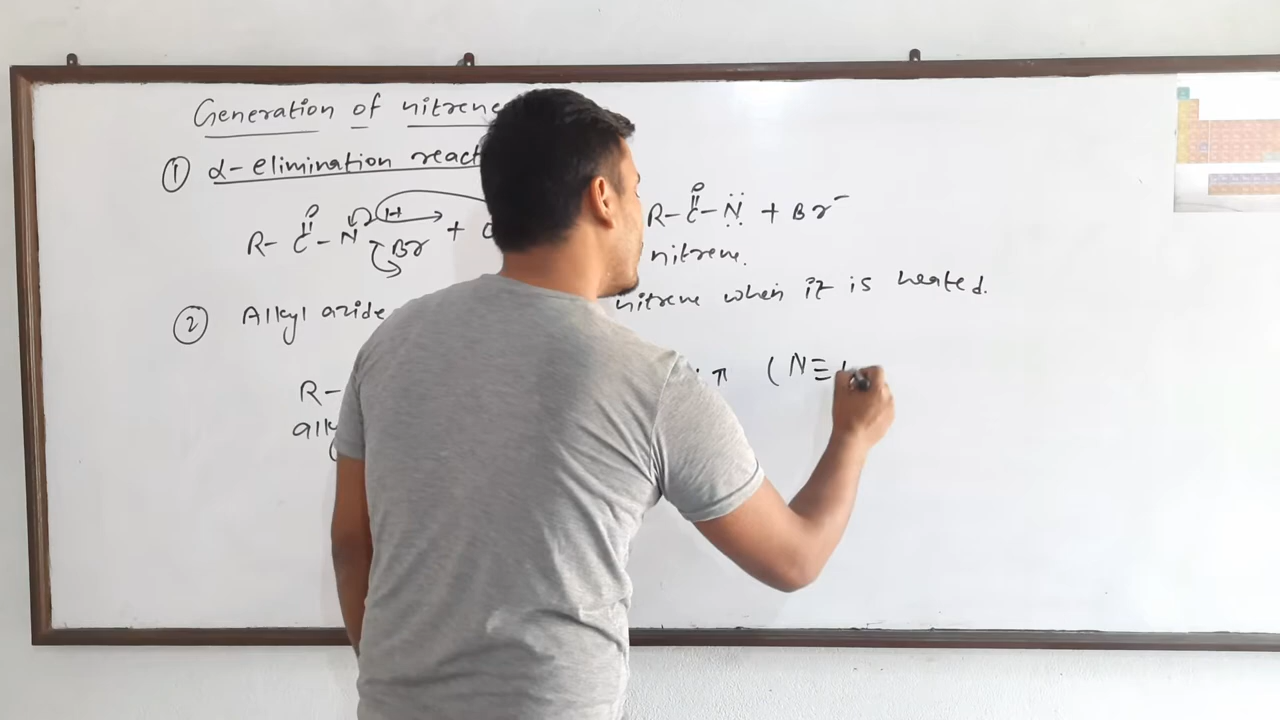 Generation of nitrene
① α- elimination react
O
R- C - N H Br +
O
R- C - N + Br⁻
nitrene.
② Alkyl azide nitrene when it is heated.
R- (N≡
alk